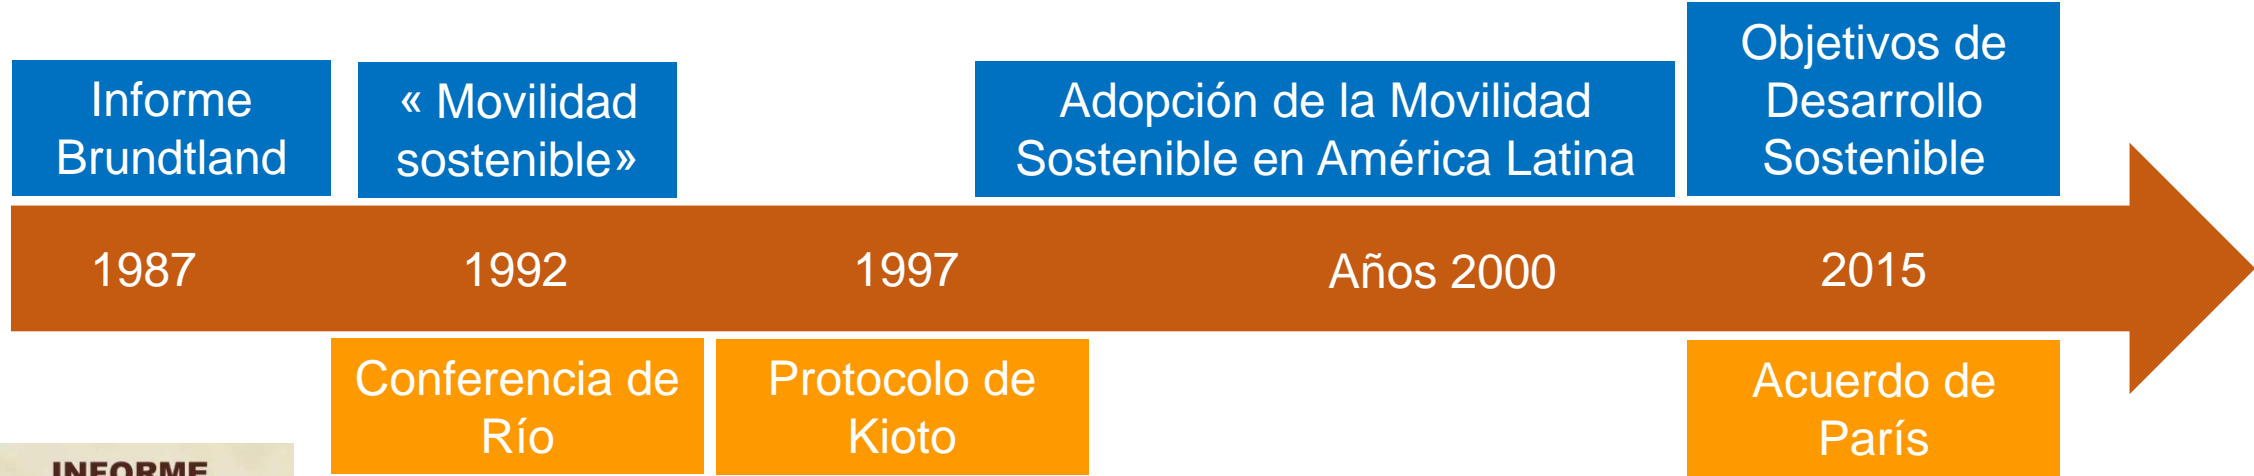 Informe
Brundtland
« Movilidad
sostenible»
Adopción de la Movilidad
Sostenible en América Latina
Objetivos de
Desarrollo
Sostenible
1987
1992
1997
Años 2000
2015
Conferencia de
Río
Protocolo de
Kioto
Acuerdo de
París
INFORME